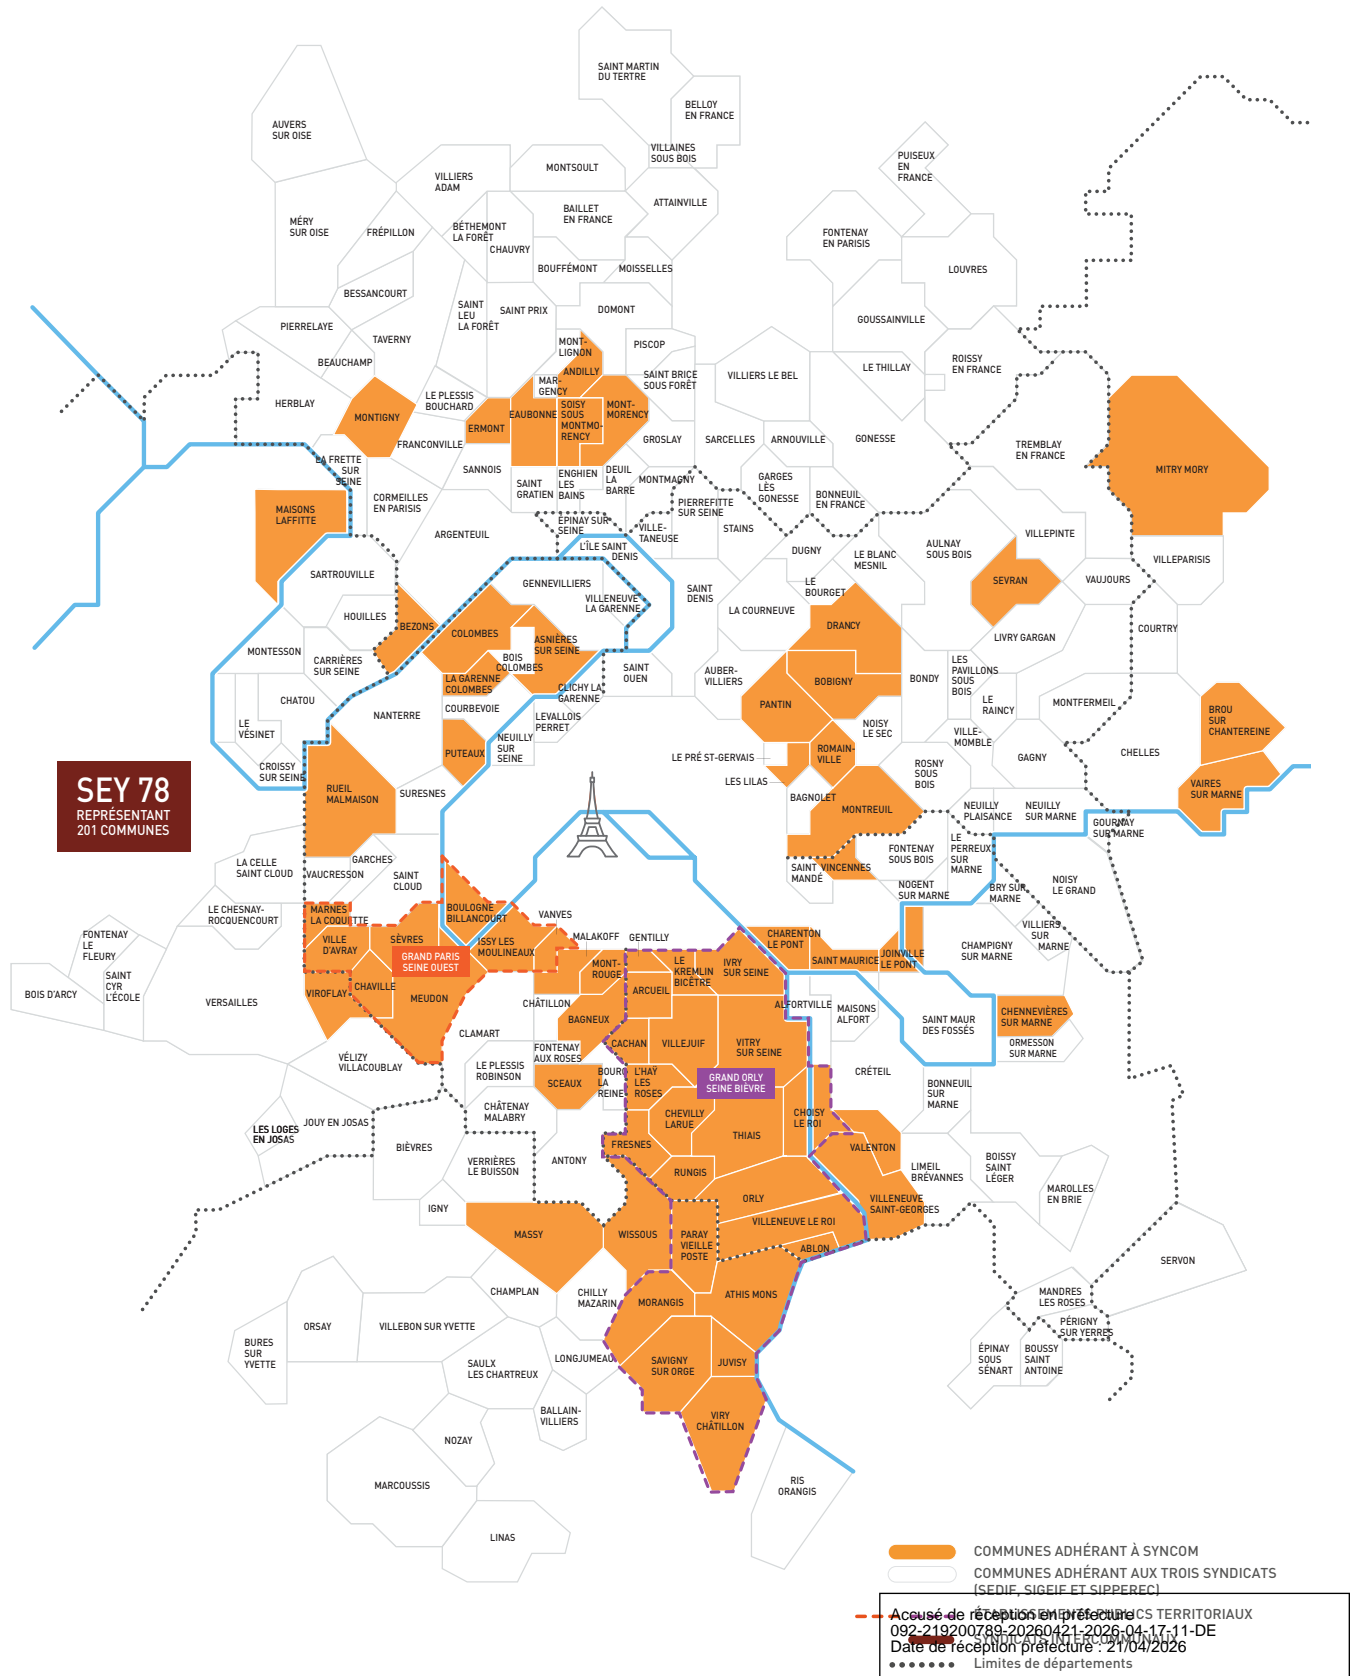 SAINT MARTIN
DU TERTRE
BELLOY
EN FRANCE
AUVERS
SUR OISE
VILLAINES
SOUS BOIS
PUISEUX
EN
FRANCE
VILLIERS
ADAM
MONTSOULT
ATTAINVILLE
MÉRY
SUR OISE
FRÉPILLON
BÉTHEMONT
LA FORÊT
CHAUVRY
BAILLET
EN FRANCE
FONTENAY
EN PARISIS
BOUFFÉMONT
MOISSELLES
LOUVRES
BESSANCOURT
SAINT
LEU
LA FORÊT
SAINT PRIX
DOMONT
GOUSSAINVILLE
PIERRELAYE
TAVERNY
MONT-
LIGNON
PISCOP
BEAUCHAMP
ANDILLY
MAR-
GENCY
SAINT BRICE
SOUS FORÊT
VILLIERS LE BEL
LE THILLAY
ROISSY
EN FRANCE
HERBLAY
MONTIGNY
LE PLESSIS
BOUCHARD
ERMONT
EAUBONNE
SOISY
SOUS
MONTMO-
RENCY
MONT-
MORENCY
GROSLAY
SARCELLES
ARNOUVILLE
GONESSE
TREMBLAY
EN FRANCE
MITRY MORY
FRANCONVILLE
LA FRETTE
SUR
SEINE
SANNOIS
SAINT
GRATIEN
ENGHIEN
LES
BAINS
DEUIL
LA
BARRE
MONTMAGNY
GARGES
LÈS
GONESSE
BONNEUIL
EN FRANCE
MAISONS
LAFFITTE
CORMEILLES
EN PARISIS
ARGENTEUIL
ÉPINAY SUR
SEINE
VILLE-
TANEUSE
PIERREFITTE
SUR SEINE
STAINS
DUGNY
LE BLANC
MESNIL
AULNAY
SOUS BOIS
VILLEPINTE
VILLEPARISIS
L'ÎLE SAINT
DENIS
SARTROUVILLE
GENNEVILLIERS
VILLENEUVE
LA GARENNE
SAINT
DENIS
LE
BOURGET
SEVRAN
VAUJOURS
LA COURNEUVE
HOUILLES
BEZONS
COLOMBES
ASNIÈRES
SUR SEINE
BOIS
COLOMBES
DRANCY
LIVRY GARGAN
COURTRY
MONTESSON
CARRIÈRES
SUR SEINE
LA GARENNE
COLOMBES
CLICHY LA
GARENNE
SAINT
OUEN
AUBER-
VILLIERS
BOBIGNY
BONDY
LES
PAVILLONS
SOUS
BOIS
CHATOU
LE
VÉSINET
NANTERRE
COURBEVOIE
LEVALLOIS
PERRET
PANTIN
NOISY
LE SEC
LE
RAINCY
MONTFERMEIL
BROU
SUR
CHANTEREINE
VILLE-
MOMBLE
CROISSY
SUR SEINE
PUTEAUX
NEUILLY
SUR
SEINE
LE PRÉ ST-GERVAIS
ROMAIN-
VILLE
GAGNY
CHELLES
SEY 78
REPRÉSENTANT
201 COMMUNES
RUEIL
MALMAISON
SURESNES
LES LILAS
BAGNOLET
MONTREUIL
ROSNY
SOUS
BOIS
NEUILLY
PLAISANCE
NEUILLY
SUR MARNE
VAIRES
SUR MARNE
GOURNAY
SUR MARNE
LA CELLE
SAINT CLOUD
VAUCRESSON
GARCHES
SAINT
CLOUD
SAINT
MANDÉ
VINCENNES
FONTENAY
SOUS BOIS
LE
PERREUX
SUR
MARNE
NOGENT
SUR MARNE
BRY SUR
MARNE
NOISY
LE GRAND
LE CHESNAY-
ROCQUENCOURT
MARNES
LA COQUITTE
BOULOGNE
BILLANCOURT
VANVES
MALAKOFF
GENTILLY
CHARENTON
LE PONT
SAINT MAURICE
JOINVILLE
LE PONT
CHAMPIGNY
SUR MARNE
VILLIERS
SUR
MARNE
FONTENAY
LE
FLEURY
VILLE
D'AVRAY
SÈVRES
ISSY LES
MOULINEAUX
GRAND PARIS
SEINE OUEST
MONT-
ROUGE
LE
KREMLIN
BICÊTRE
IVRY
SUR SEINE
BOIS D'ARCY
SAINT
CYR
L'ÉCOLE
VERSAILLES
VIROFLAY
CHAVILLE
MEUDON
CHÂTILLON
ARCUEIL
ALFORTVILLE
MAISONS
ALFORT
SAINT MAUR
DES FOSSÉS
CHENNEVIÈRES
SUR MARNE
BAGNEUX
CLAMART
CACHAN
VILLEJUIF
VITRY
SUR SEINE
ORMESSON
SUR MARNE
VÉLIZY
VILLACOUBLAY
FONTENAY
AUX ROSES
LE PLESSIS
ROBINSON
SCEAUX
BOURG
LA
REINE
L'HAŸ
LES
ROSES
GRAND ORLY
SEINE BIÈVRE
CRÉTEIL
BONNEUIL
SUR
MARNE
CHÂTENAY
MALABRY
CHEVILLY
LARUE
CHOISY
LE ROI
JOUY EN JOSAS
LES LOGES
EN JOSAS
BIÈVRES
VERRIÈRES
LE BUISSON
ANTONY
FRESNES
THIAIS
VALENTON
LIMEIL
BRÉVANNES
BOISSY
SAINT
LÉGER
MAROLLES
EN BRIE
RUNGIS
ORLY
VILLENEUVE
SAINT-GEORGES
IGNY
MASSY
WISSOUS
PARAY
VIEILLE
POSTE
VILLENEUVE LE ROI
ABLON
SERVON
CHAMPLAN
CHILLY
MAZARIN
MORANGIS
ATHIS MONS
MANDRES
LES ROSES
PÉRIGNY
SUR YERRES
ORSAY
VILLEBON SUR YVETTE
BURES
SUR
YVETTE
SAULX
LES CHARTREUX
LONGJUMEAU
SAVIGNY
SUR ORGE
JUVISY
ÉPINAY
SOUS
SÉNART
BOUSSY
SAINT
ANTOINE
BALLAIN-
VILLIERS
VIRY
CHÂTILLON
NOZAY
MARCOUSSIS
RIS
ORANGIS
LINAS
COMMUNES ADHÉRANT À SYNCOM
COMMUNES ADHÉRANT AUX TROIS SYNDICATS
(SEDIF, SIGEIF ET SIPPEREC)
ÉTABLISSEMENTS PUBLICS TERRITORIAUX
SYNDICATS INTERCOMMUNAUX
Limites de départements
Accusé de réception en préfecture
092-219200789-20260421-2026-04-17-11-DE
Date de réception préfecture : 21/04/2026